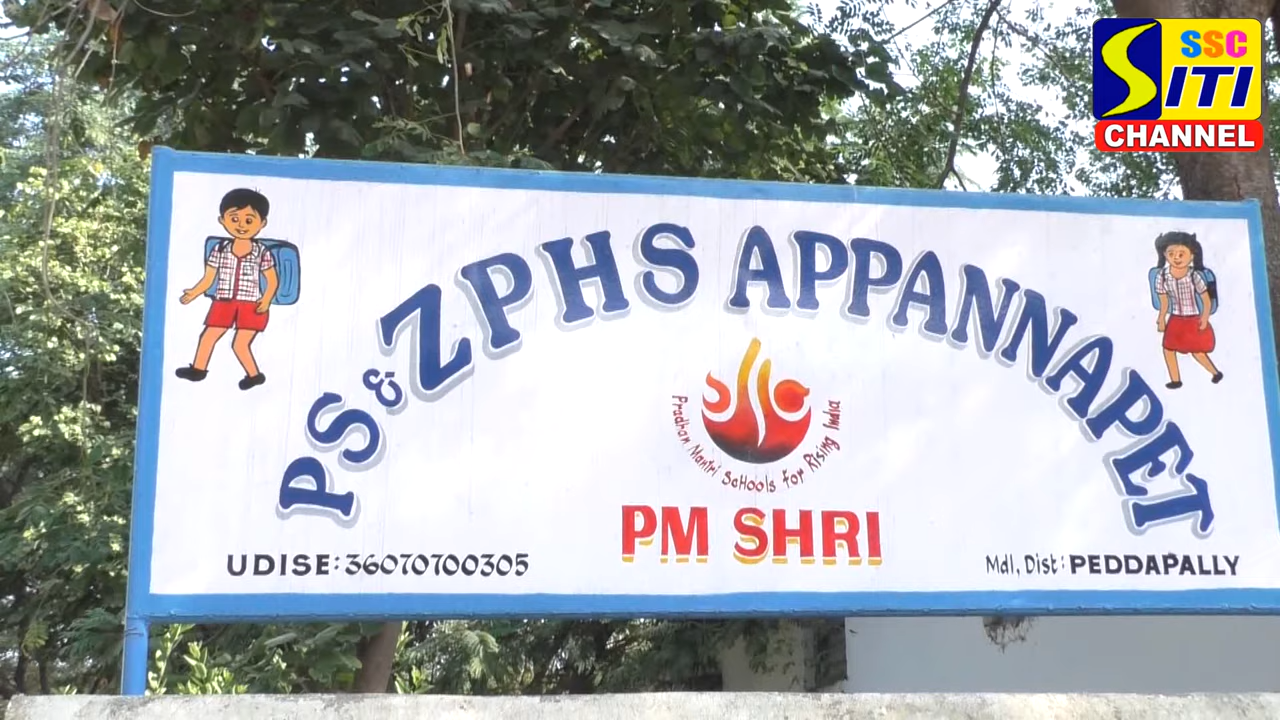 SSC
SITI
CHANNEL
PS & ZPHS APPANNAPET
Pradhan Mantri ScHools for Rising India
PM SHRI
UDISE: 36070700305
Mdl, Dist: PEDDAPALLY